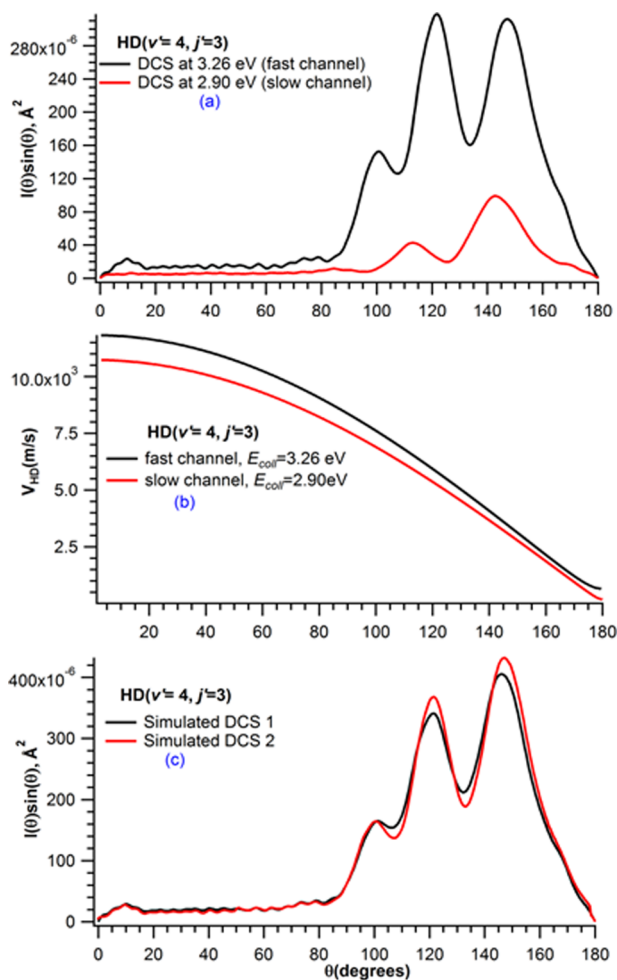 HD(v'= 4, j'=3)
DCS at 3.26 eV (fast channel)
DCS at 2.90 eV (slow channel)
(a)
280x10⁻⁶
240
200
160
120
80
40
0
I(θ)sin(θ), Å²
0 20 40 60 80 100 120 140 160 180
10.0x10³
7.5
5.0
2.5
V_HD(m/s)
HD(v'= 4, j'=3)
fast channel, E_coll=3.26 eV
slow channel, E_coll=2.90eV
(b)
20 40 60 80 100 120 140 160 180
400x10⁻⁶
300
200
100
0
I(θ)sin(θ), Å²
HD(v'= 4, j'=3)
Simulated DCS 1
Simulated DCS 2
(c)
0 20 40 60 80 100 120 140 160 180
θ(degrees)